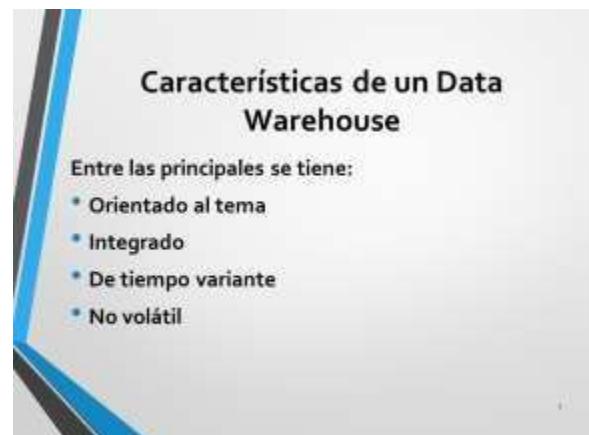 Características de un Data
Warehouse
Entre las principales se tiene:
• Orientado al tema
• Integrado
• De tiempo variante
• No volátil